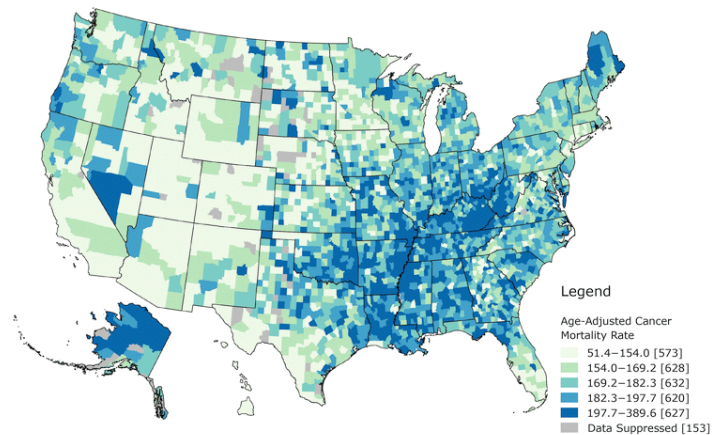 Legend
Age-Adjusted Cancer
Mortality Rate
51.4−154.0 [573]
154.0−169.2 [628]
169.2−182.3 [632]
182.3−197.7 [620]
197.7−389.6 [627]
Data Suppressed [153]